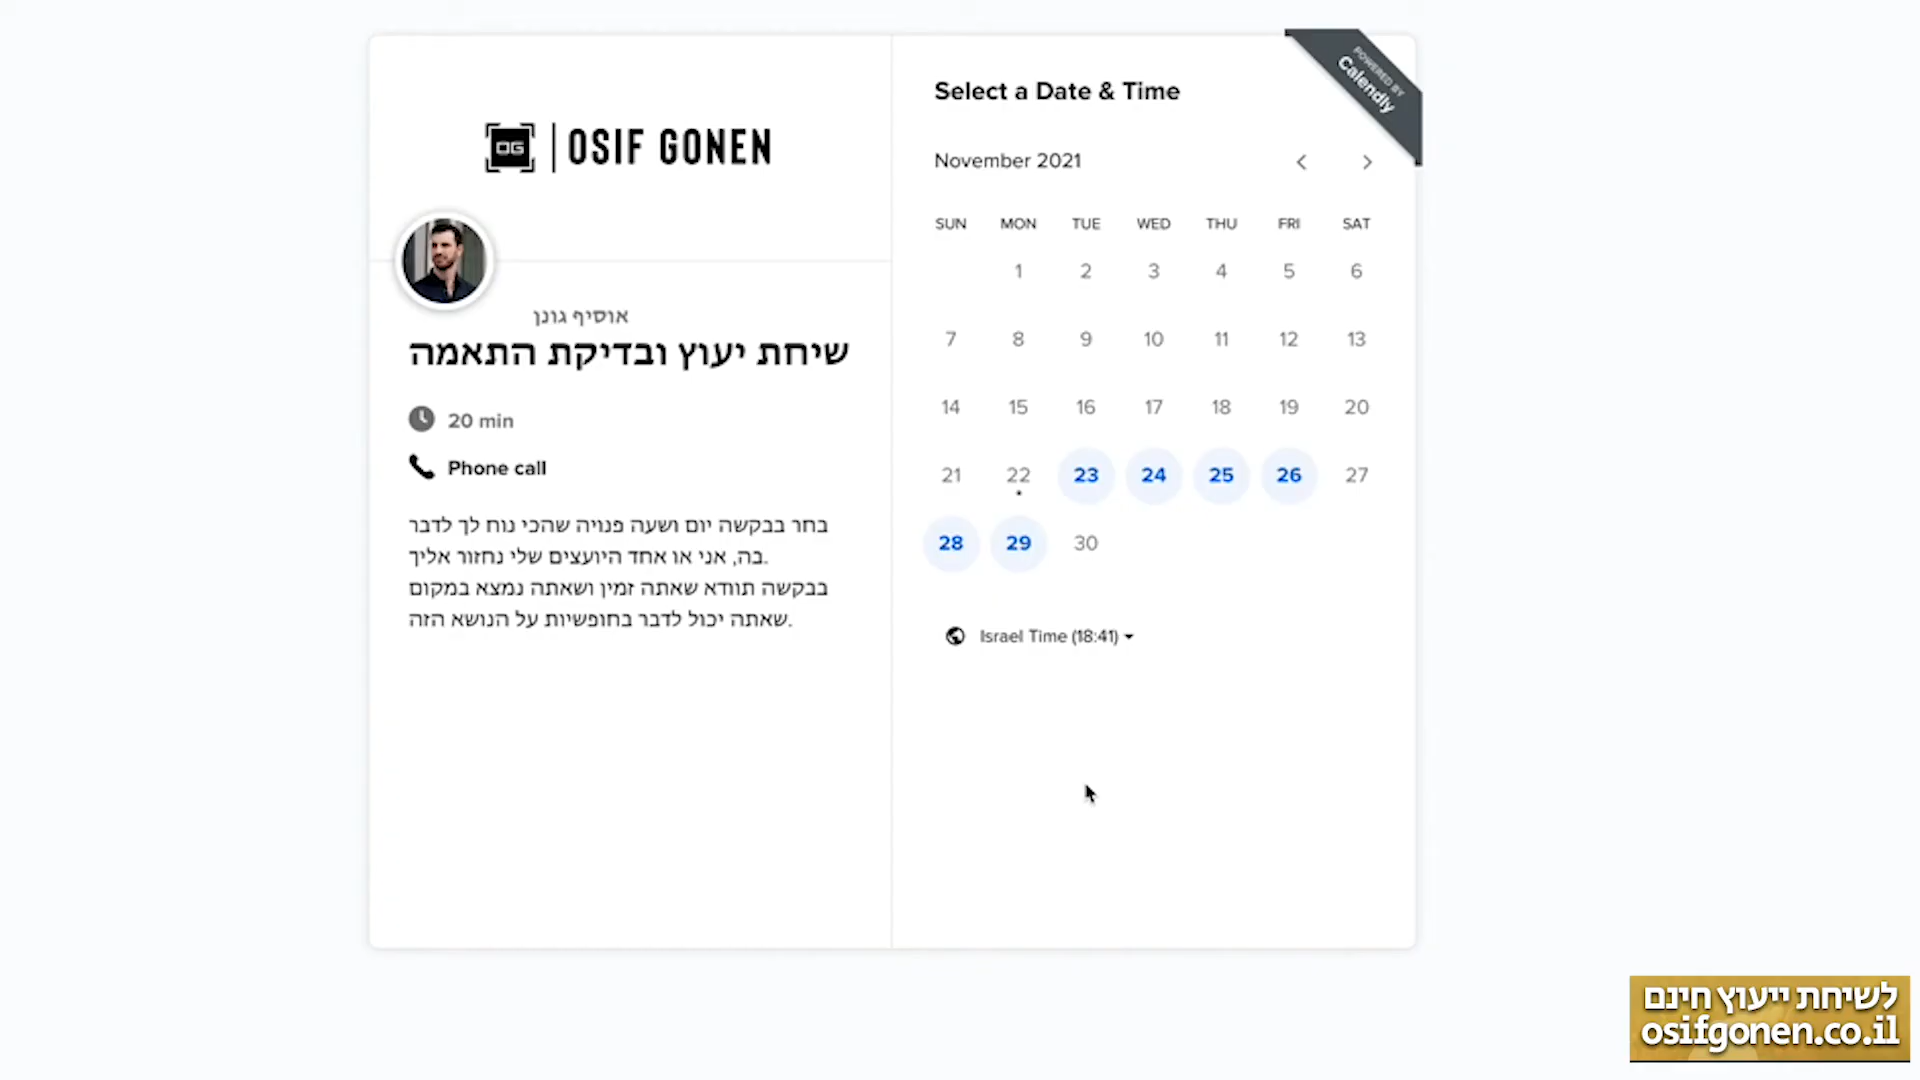 OG | OSIF GONEN
אוסיף גונן
שיחת יעוץ ובדיקת התאמה
20 min
Phone call
בחר בבקשה יום ושעה פנויה שהכי נוח לך לדבר
בה, אני או אחד היועצים שלי נחזור אליך.
בבקשה תוודא שאתה זמין ושאתה נמצא במקום
שאתה יכול לדבר בחופשיות על הנושא הזה.
Select a Date & Time
POWERED BY
Calendly
November 2021
SUN MON TUE WED THU FRI SAT
1 2 3 4 5 6
7 8 9 10 11 12 13
14 15 16 17 18 19 20
21 22 23 24 25 26 27
28 29 30
Israel Time (18:41)
לשיחת ייעוץ חינם
osifgonen.co.il